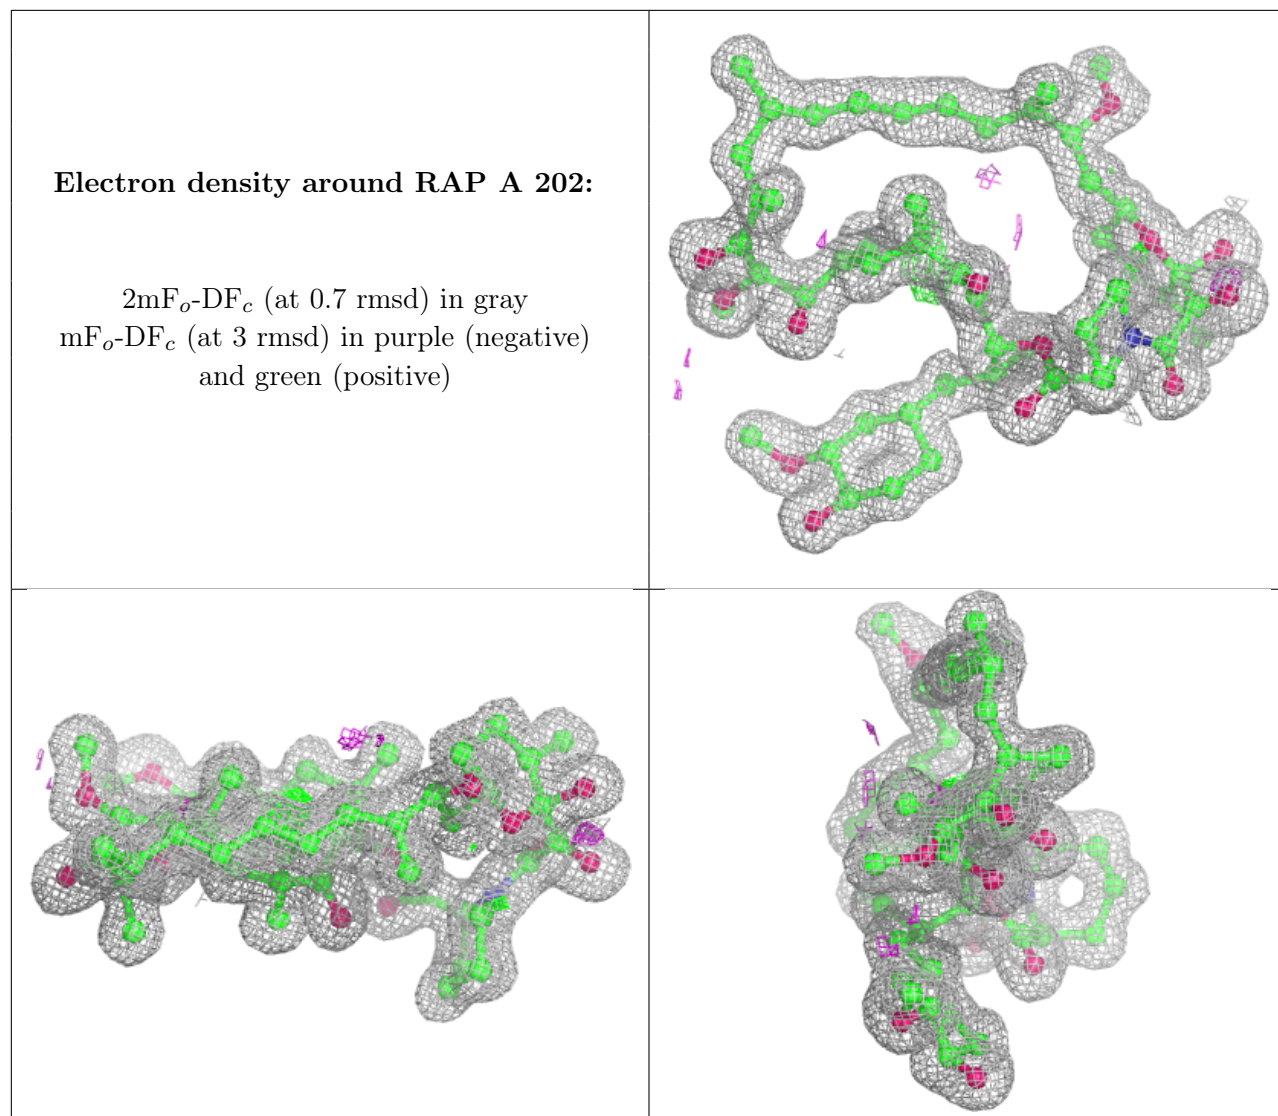 Electron density around RAP A 202:
2mFₒ-DF𝒸 (at 0.7 rmsd) in gray
mFₒ-DF𝒸 (at 3 rmsd) in purple (negative)
and green (positive)